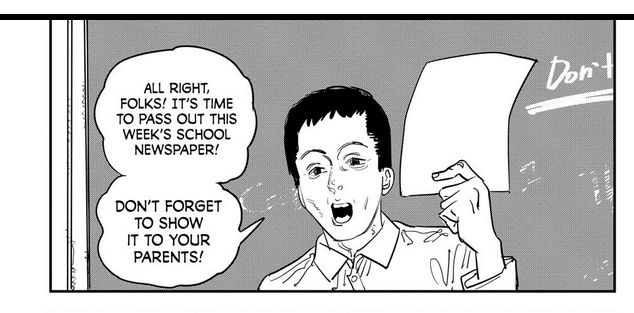 ALL RIGHT,
FOLKS! IT'S TIME
TO PASS OUT THIS
WEEK'S SCHOOL
NEWSPAPER!
DON'T FORGET
TO SHOW
IT TO YOUR
PARENTS!
Don't